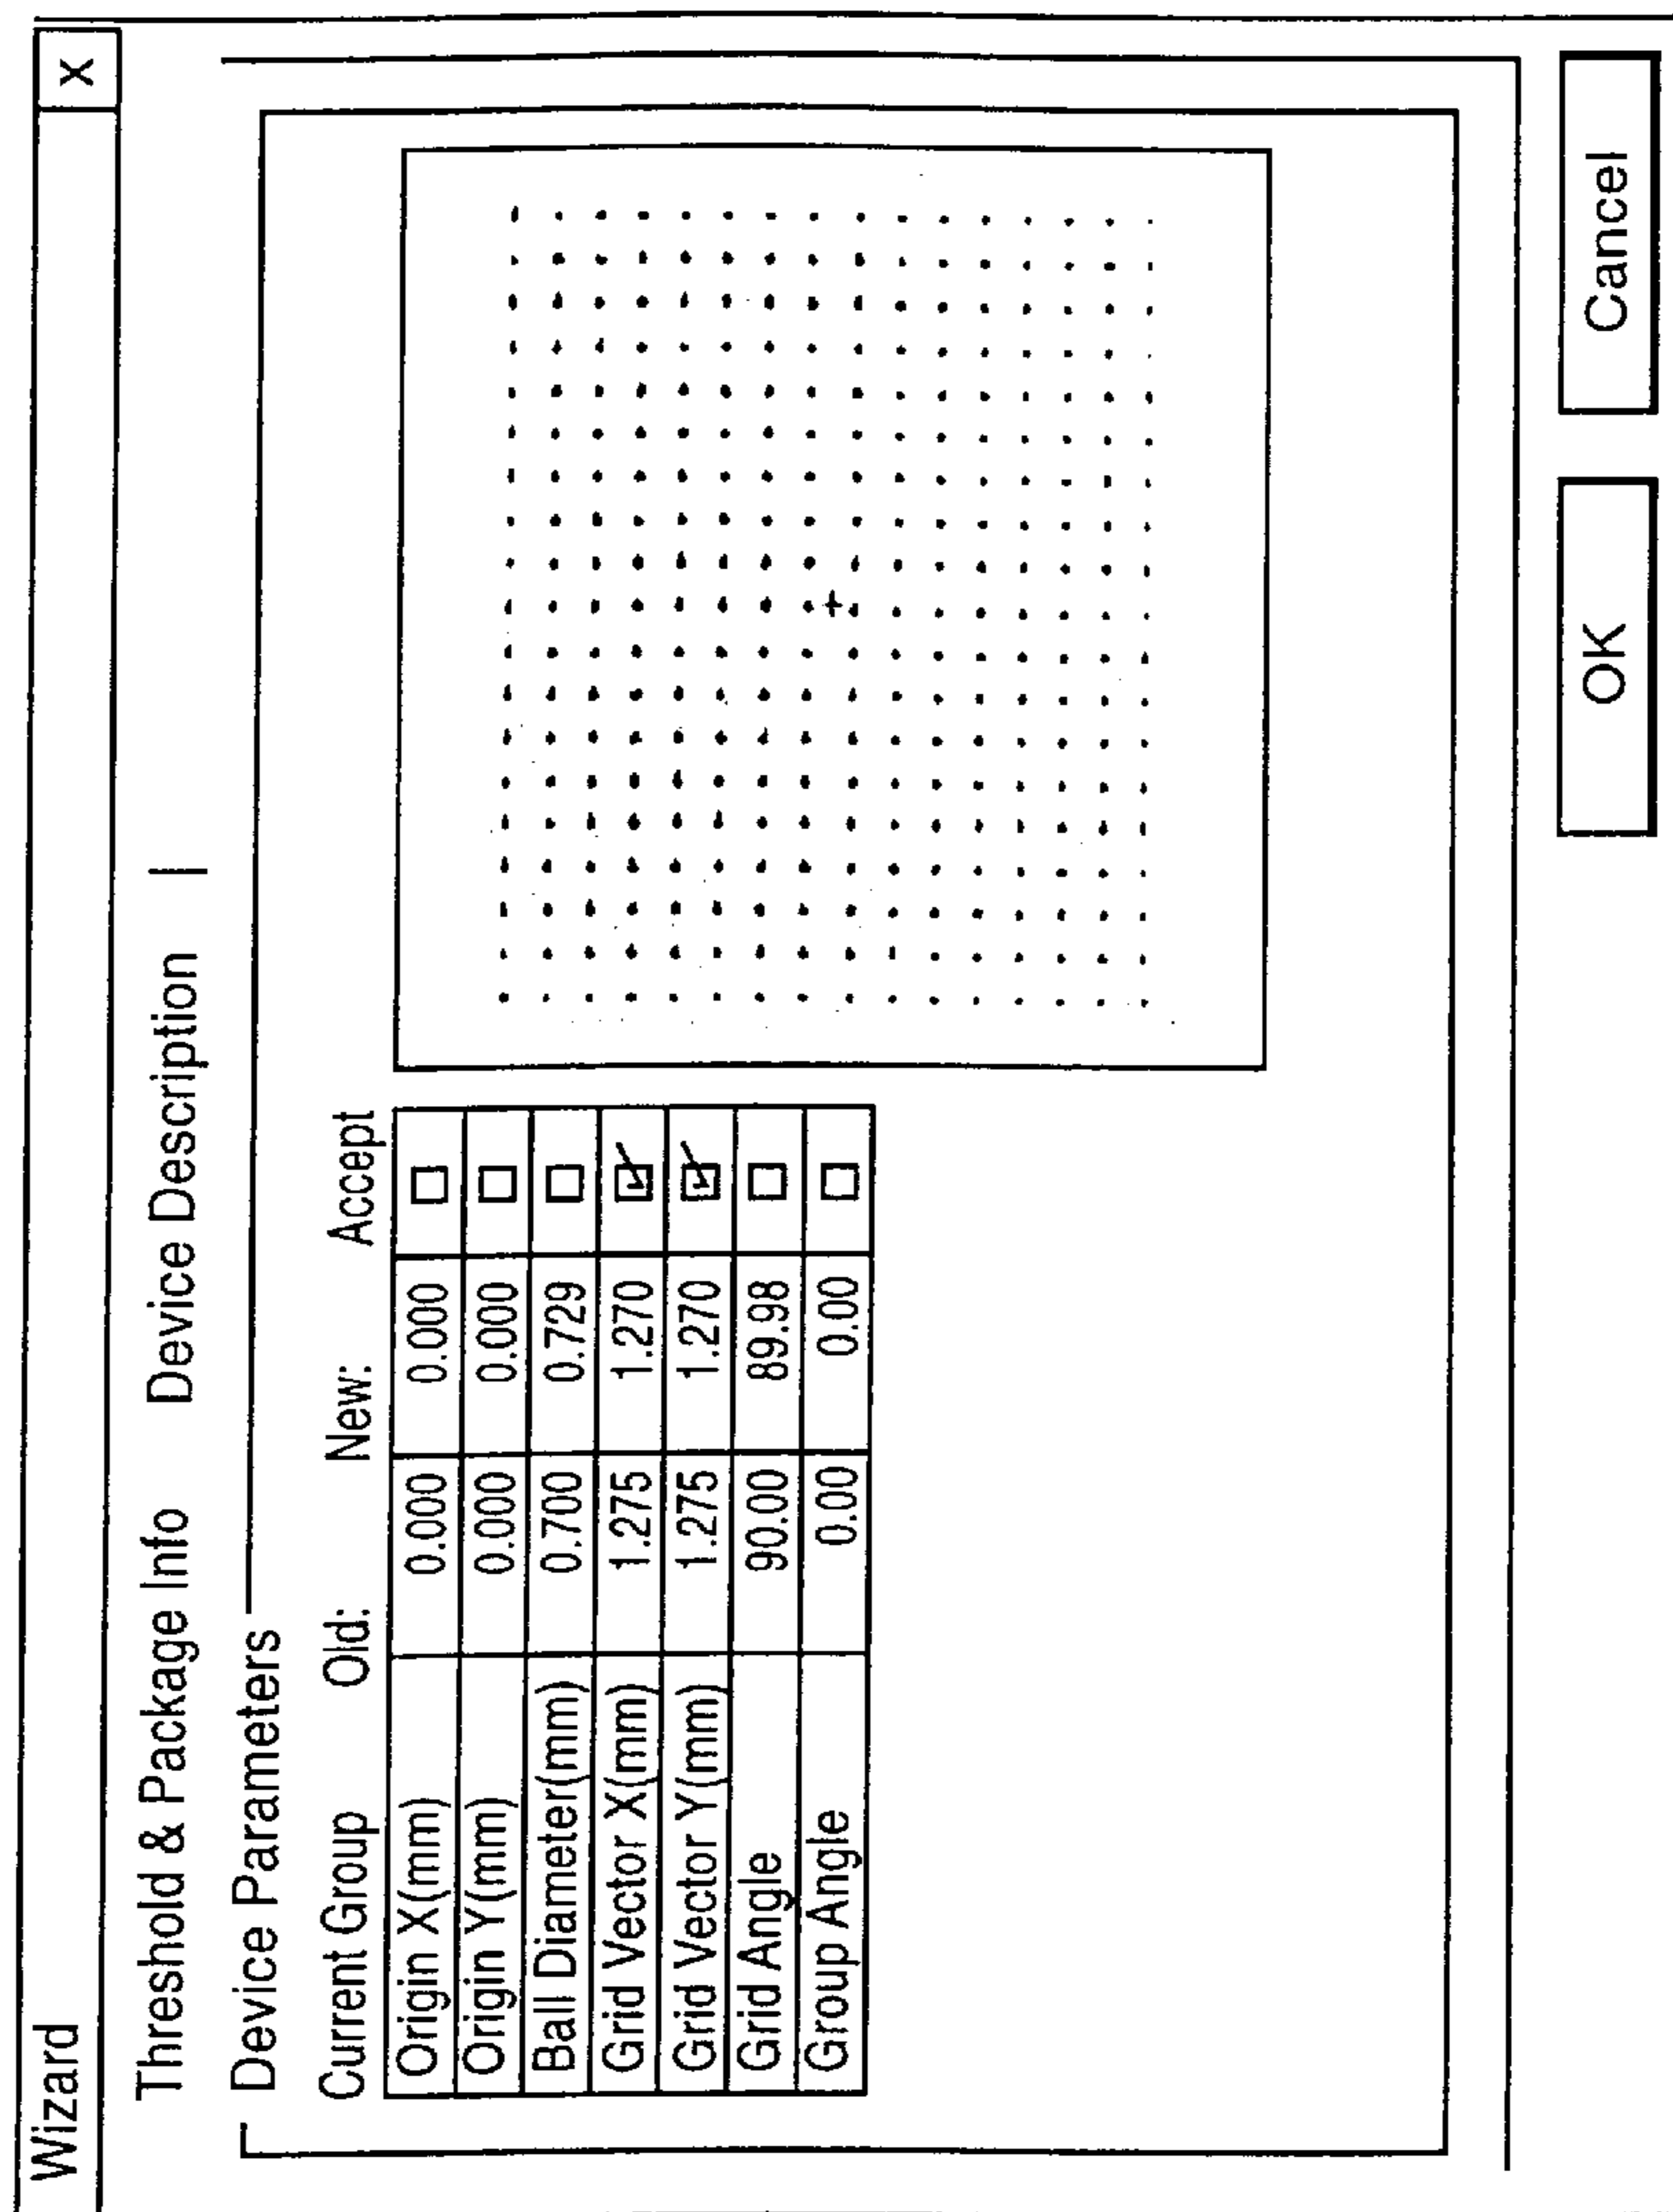 Wizard X
Threshold & Package Info Device Description
Device Parameters
Current Group Old: New: Accept
Origin X(mm) 0.000 0.000
Origin Y(mm) 0.000 0.000
Ball Diameter(mm) 0.700 0.729
Grid Vector X(mm) 1.275 1.270
Grid Vector Y(mm) 1.275 1.270
Grid Angle 90.00 89.98
Group Angle 0.00 0.00
OK Cancel